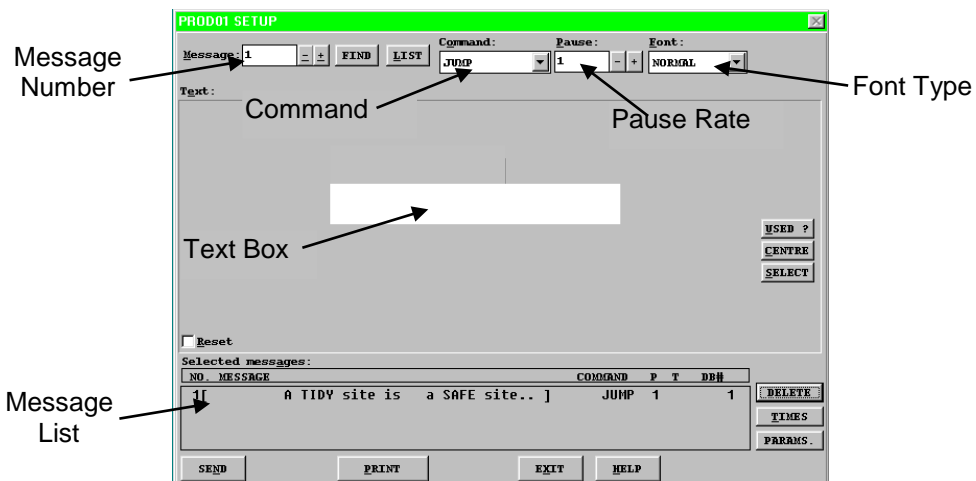 PROD01 SETUP
Message: 1 - + FIND LIST Command: JUMP Pause: 1 - + Font: NORMAL
Message Number
Font Type
Text:
Command
Pause Rate
Text Box
USED ?
CENTRE
SELECT
Reset
Selected messages:
NO. MESSAGE COMMAND P T DB#
1[ A TIDY site is a SAFE site.. ] JUMP 1 1
Message List
DELETE
TIMES
PARAMS.
SEND PRINT EXIT HELP